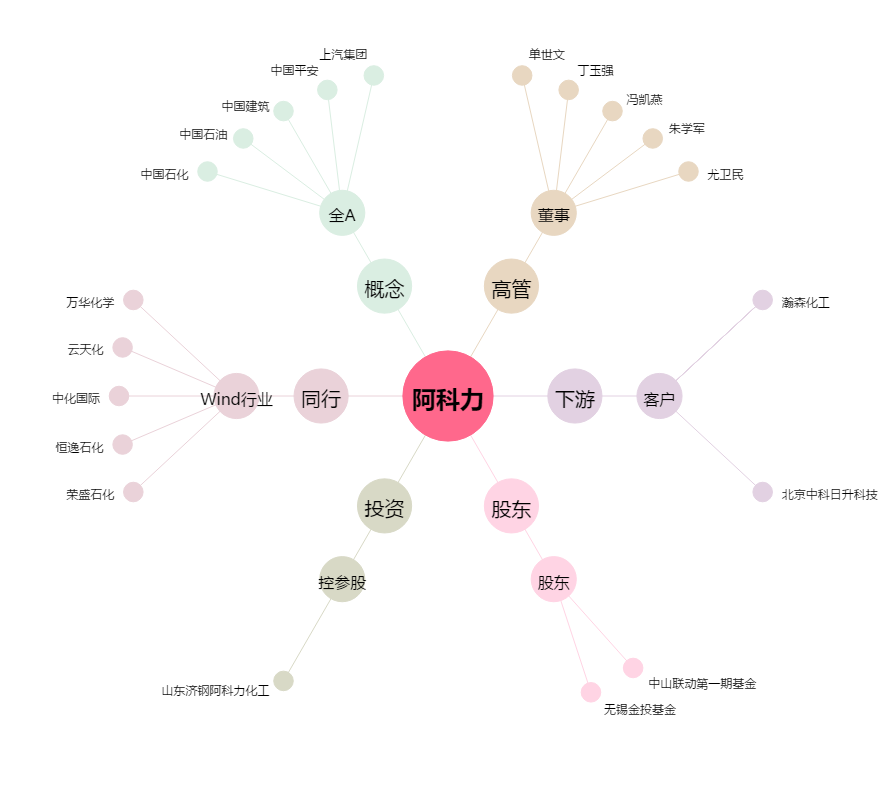 上汽集团
单世文
中国平安
丁玉强
中国建筑
冯凯燕
中国石油
朱学军
中国石化
尤卫民
全A
董事
概念
高管
万华化学
瀚森化工
云天化
中化国际
Wind行业
同行
阿科力
下游
客户
恒逸石化
荣盛石化
北京中科日升科技
投资
股东
控参股
股东
山东济钢阿科力化工
中山联动第一期基金
无锡金投基金